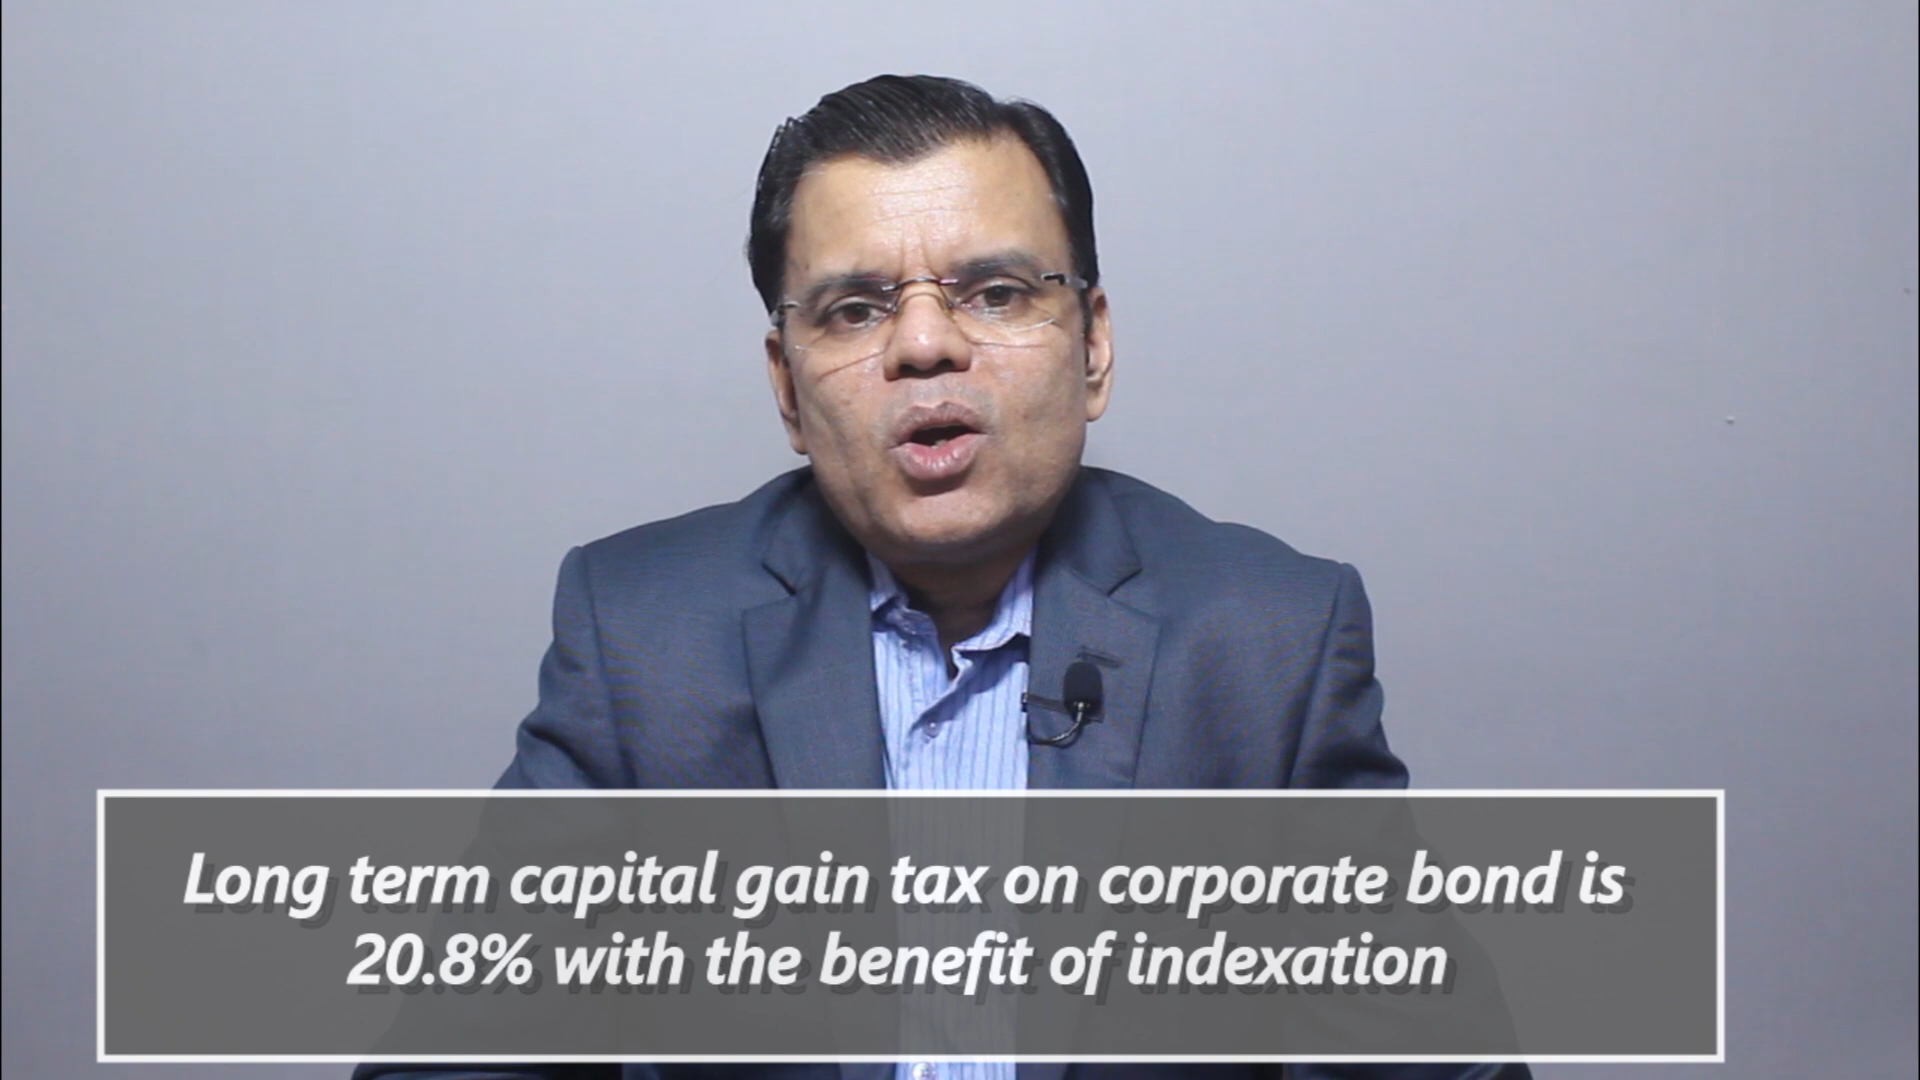 Long term capital gain tax on corporate bond is
20.8% with the benefit of indexation